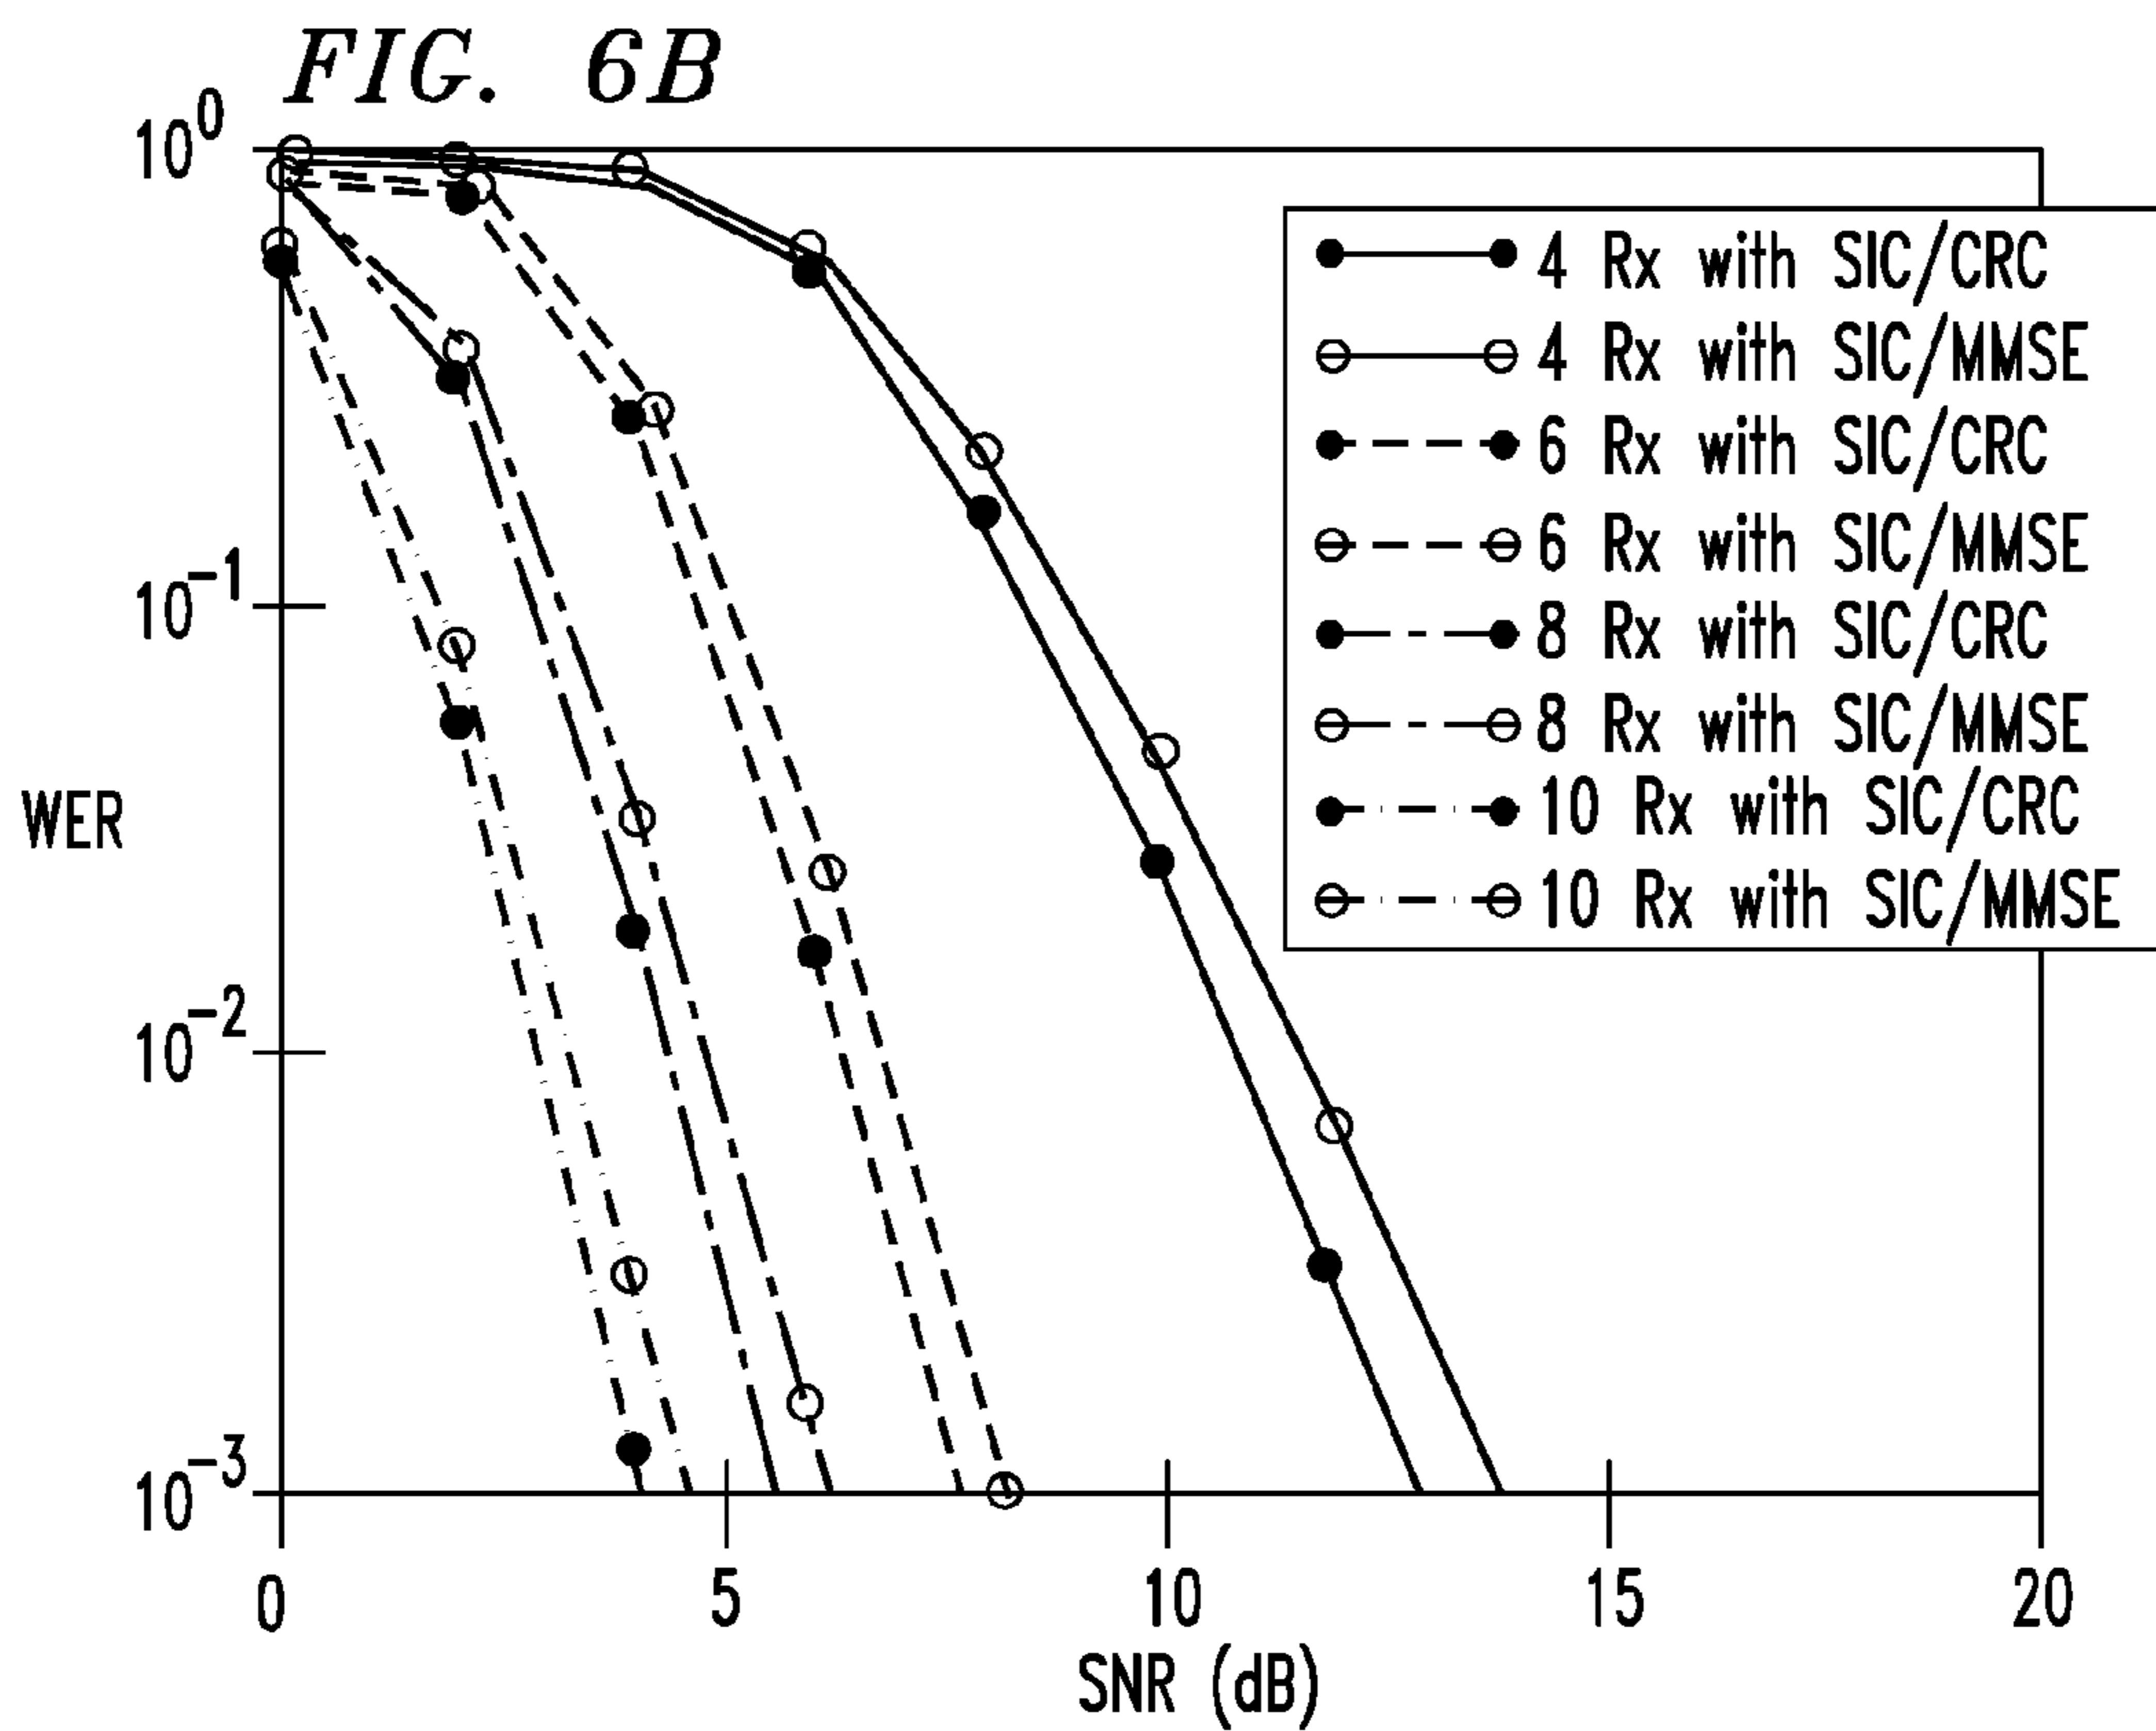 FIG. 6B
10^0
4 Rx with SIC/CRC
4 Rx with SIC/MMSE
6 Rx with SIC/CRC
6 Rx with SIC/MMSE
10^-1
8 Rx with SIC/CRC
8 Rx with SIC/MMSE
WER
10 Rx with SIC/CRC
10 Rx with SIC/MMSE
10^-2
10^-3
0 5 10 15 20
SNR (dB)